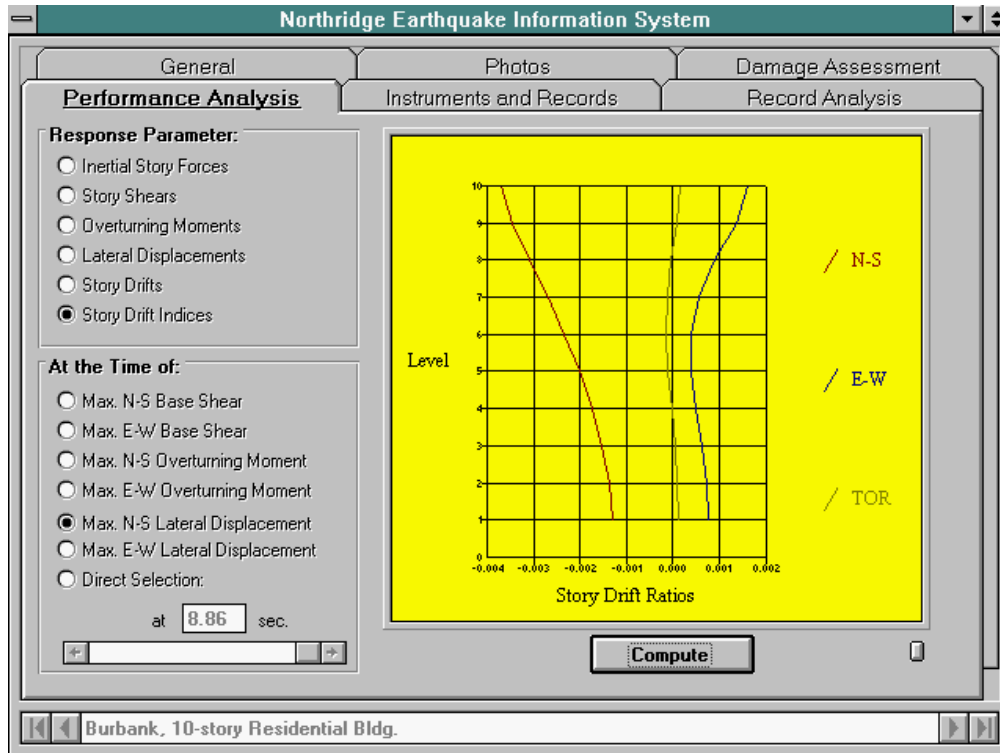 Northridge Earthquake Information System
General
Photos
Damage Assessment
Performance Analysis
Instruments and Records
Record Analysis
Response Parameter:
Inertial Story Forces
Story Shears
Overturning Moments
Lateral Displacements
Story Drifts
Story Drift Indices
At the Time of:
Max. N-S Base Shear
Max. E-W Base Shear
Max. N-S Overturning Moment
Max. E-W Overturning Moment
Max. N-S Lateral Displacement
Max. E-W Lateral Displacement
Direct Selection:
at 8.86 sec.
10
9
8
7
6
5
4
3
2
1
0
Level
-0.004 -0.003 -0.002 -0.001 0.000 0.001 0.002
Story Drift Ratios
N-S
E-W
TOR
Compute
Burbank, 10-story Residential Bldg.